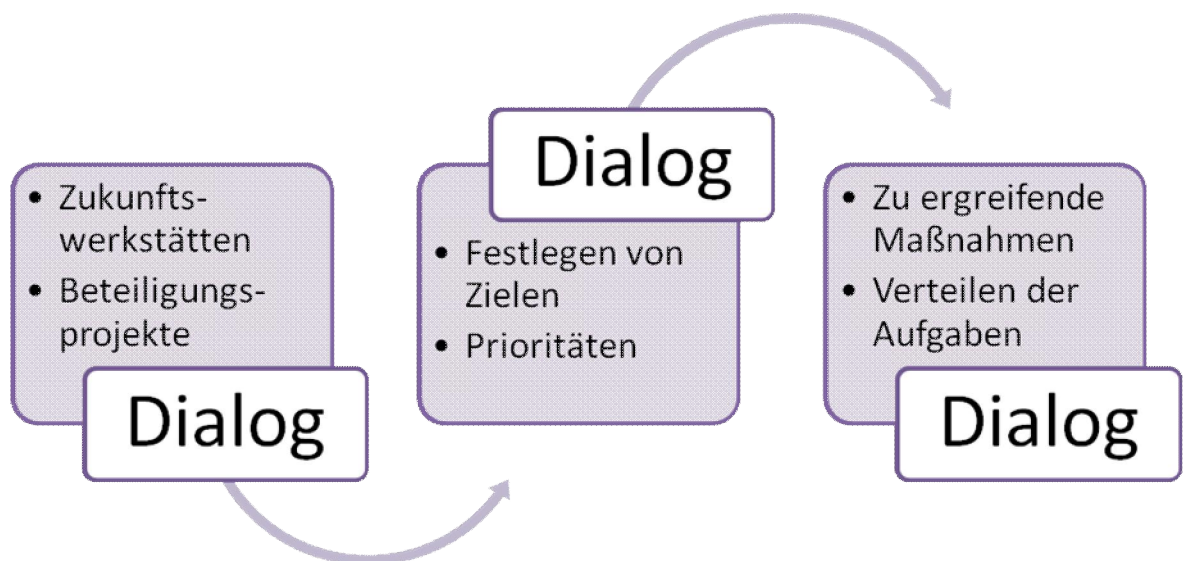 • Zukunfts-
werkstätten
• Beteiligungs-
projekte
Dialog
Dialog
• Festlegen von
Zielen
• Prioritäten
• Zu ergreifende
Maßnahmen
• Verteilen der
Aufgaben
Dialog